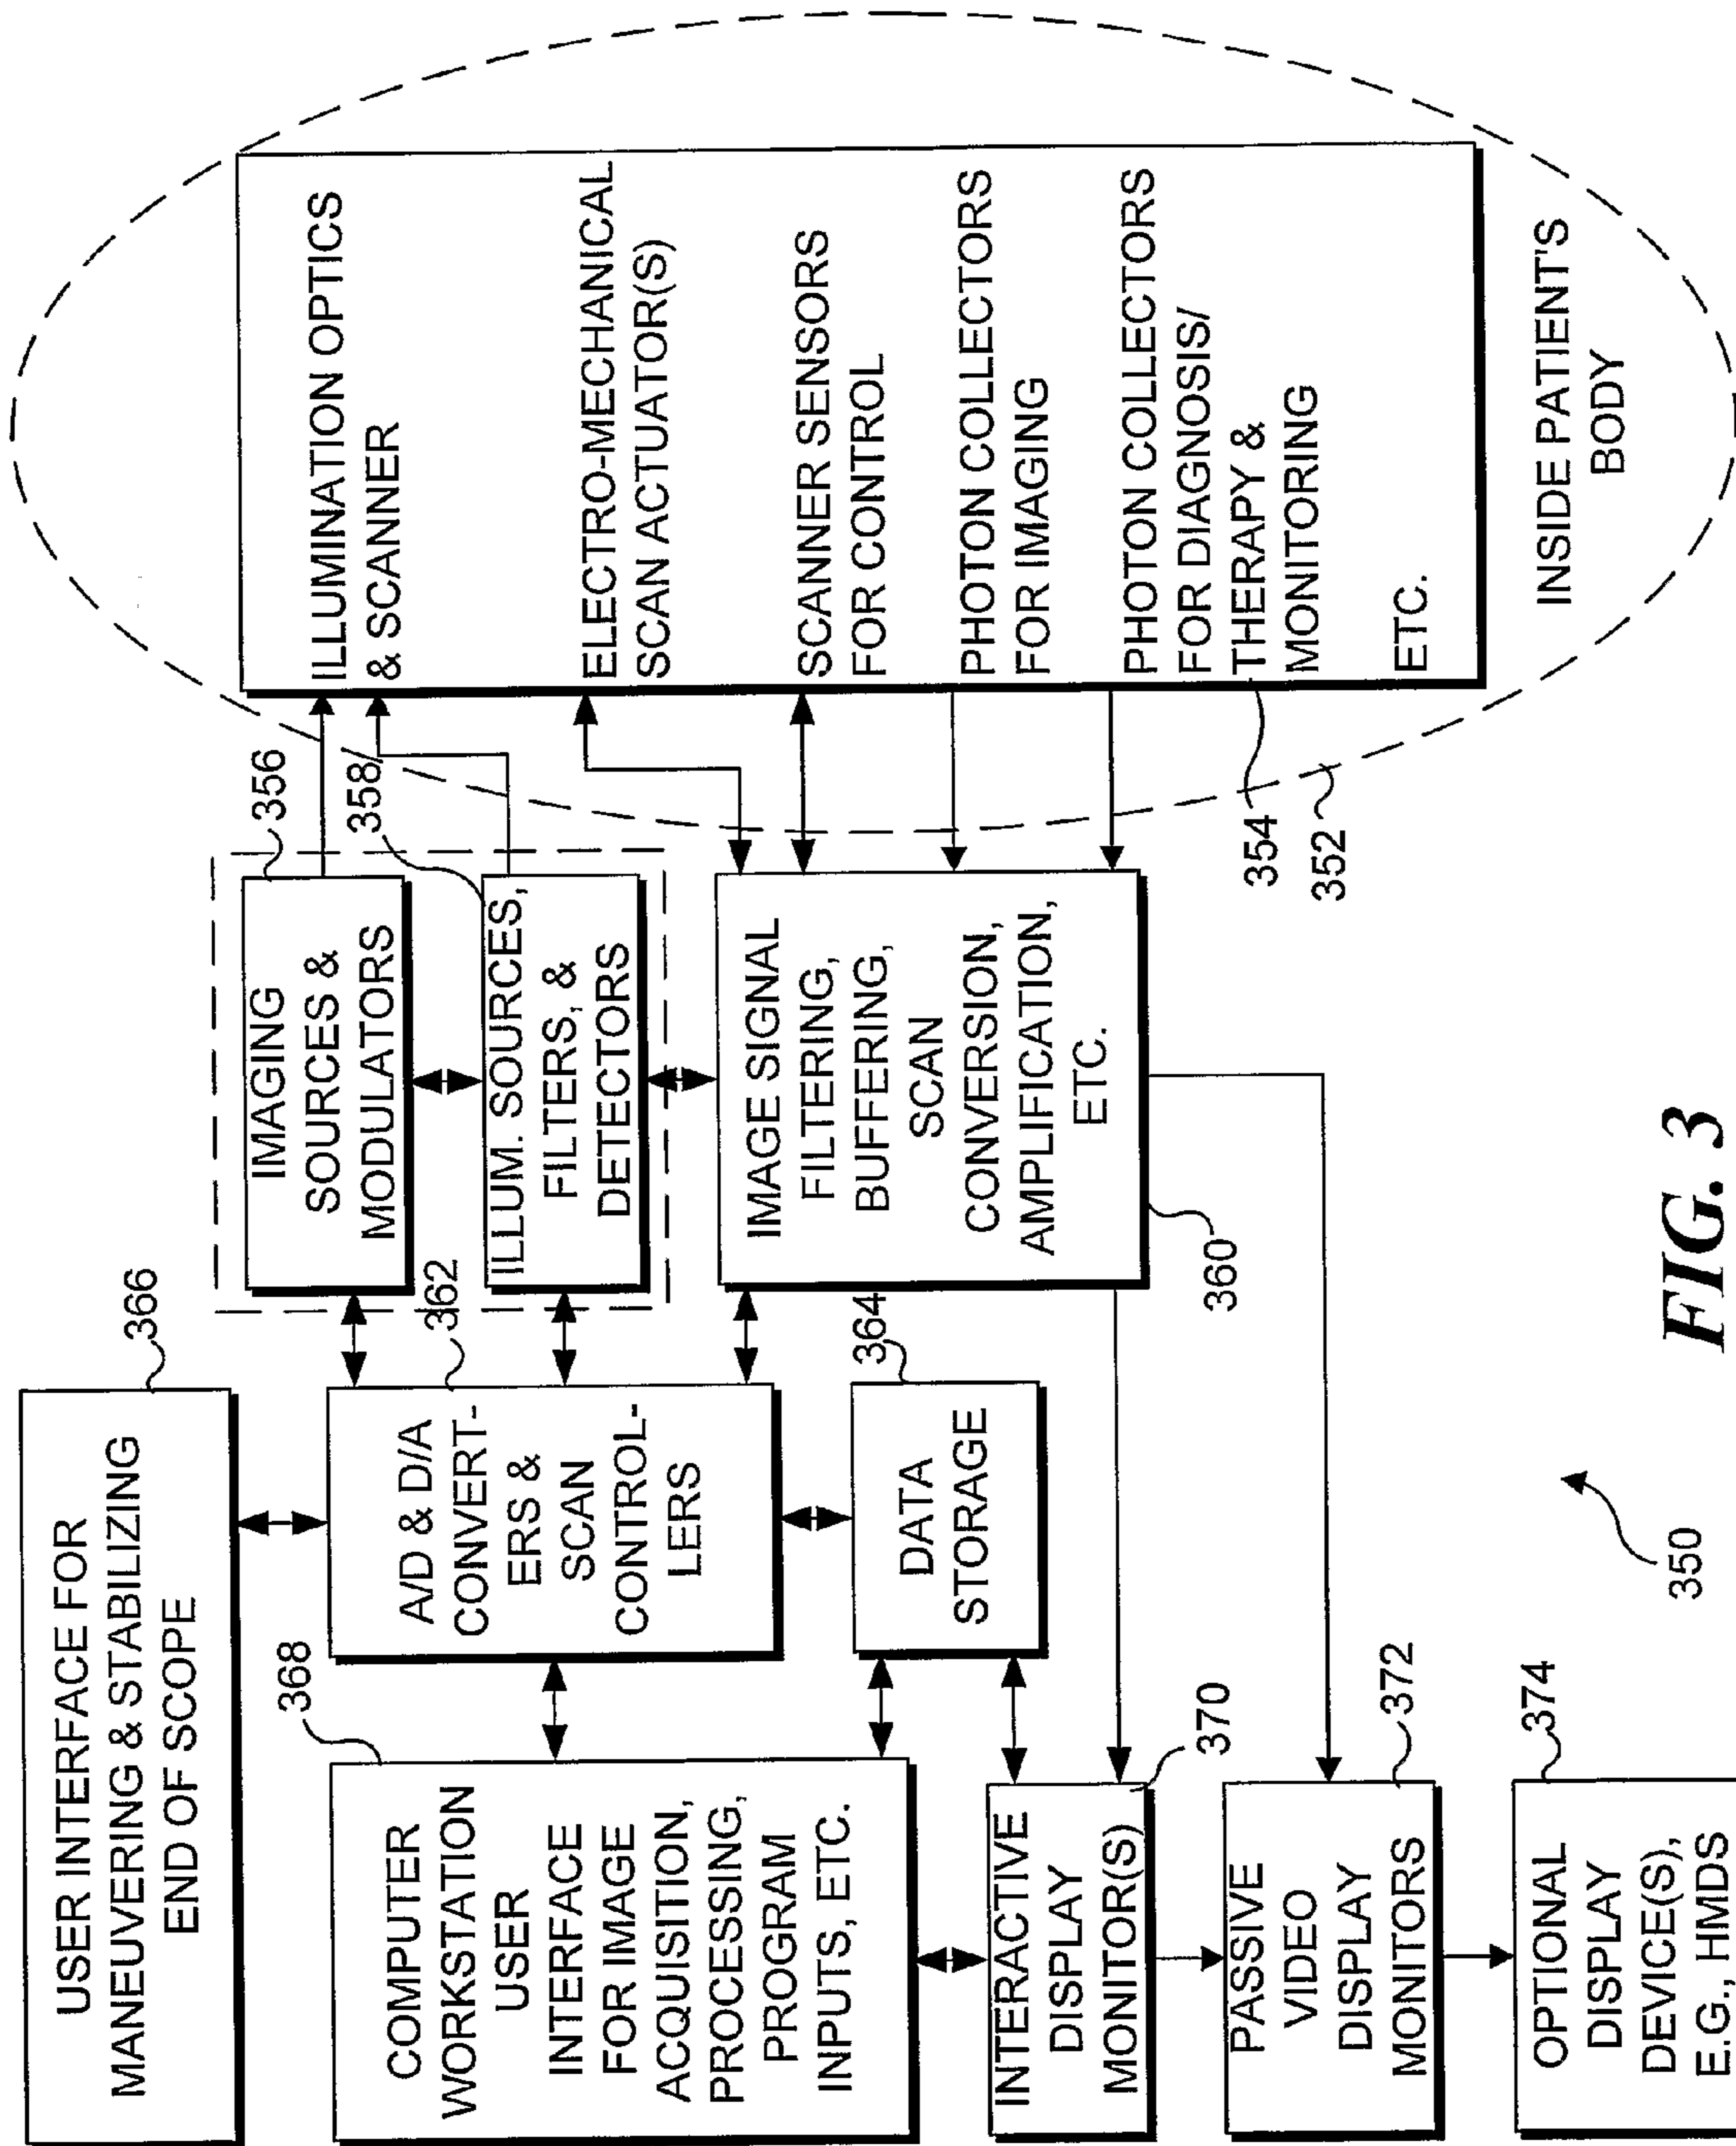 USER INTERFACE FOR
MANEUVERING & STABILIZING
END OF SCOPE
366
368
COMPUTER
WORKSTATION
USER
INTERFACE
FOR IMAGE
ACQUISITION,
PROCESSING,
PROGRAM
INPUTS, ETC.
A/D & D/A
CONVERT-
ERS &
SCAN
CONTROL-
LERS
362
IMAGING
SOURCES &
MODULATORS
356
358
ILLUM. SOURCES,
FILTERS, &
DETECTORS
ILLUMINATION OPTICS
& SCANNER
ELECTRO-MECHANICAL
SCAN ACTUATOR(S)
SCANNER SENSORS
FOR CONTROL
PHOTON COLLECTORS
FOR IMAGING
PHOTON COLLECTORS
FOR DIAGNOSIS/
THERAPY &
MONITORING
ETC.
INSIDE PATIENT'S
BODY
IMAGE SIGNAL
FILTERING,
BUFFERING,
SCAN
CONVERSION,
AMPLIFICATION,
ETC.
364
DATA
STORAGE
360
354
352
INTERACTIVE
DISPLAY
MONITOR(S)
370
PASSIVE
VIDEO
DISPLAY
MONITORS
372
OPTIONAL
DISPLAY
DEVICE(S),
E.G., HMDS
374
350
FIG. 3